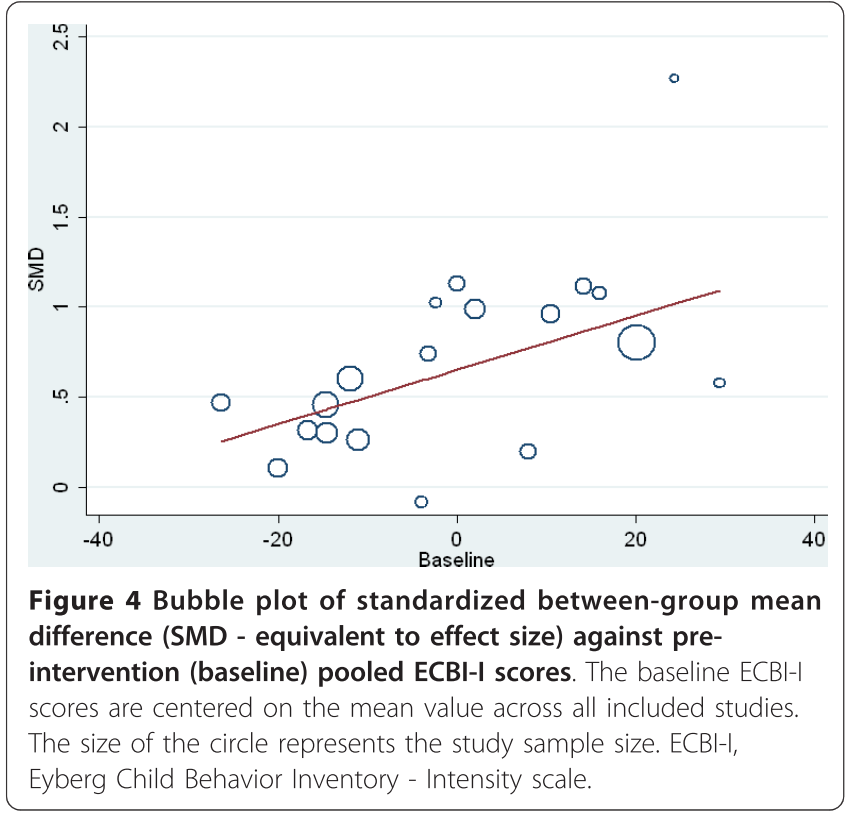 2.5
2
1.5
1
.5
0
SMD
-40 -20 0 20 40
Baseline
Figure 4 Bubble plot of standardized between-group mean
difference (SMD - equivalent to effect size) against pre-
intervention (baseline) pooled ECBI-I scores. The baseline ECBI-I
scores are centered on the mean value across all included studies.
The size of the circle represents the study sample size. ECBI-I,
Eyberg Child Behavior Inventory - Intensity scale.